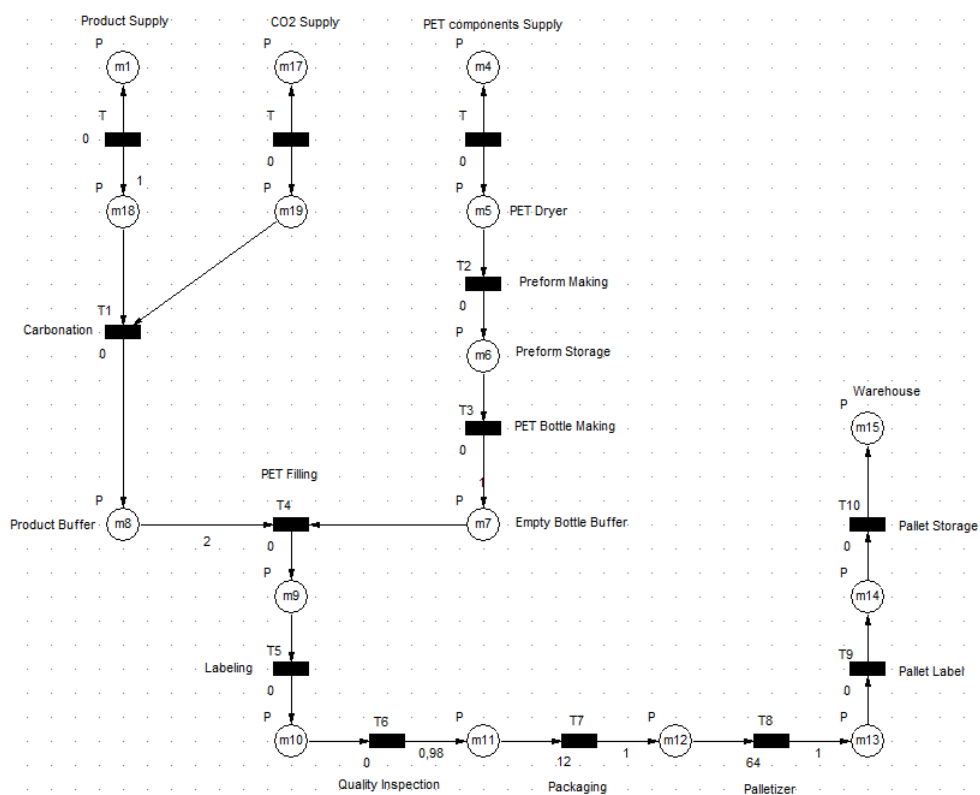 Product Supply
CO2 Supply
PET components Supply
P
P
P
m1
m17
m4
T
T
T
0
0
0
P
1
P
P
m18
m19
m5
PET Dryer
T2
Preform Making
0
T1
Carbonation
0
P
m6
Preform Storage
Warehouse
P
T3
m15
PET Bottle Making
0
PET Filling
1
P
T4
P
T10
Product Buffer
m8
m7
Empty Bottle Buffer
Pallet Storage
2
0
0
P
P
m9
m14
T5
T9
Labeling
Pallet Label
0
0
P
T6
P
T7
P
T8
P
m10
m11
m12
m13
0
0,98
12
1
64
1
Quality Inspection
Packaging
Palletizer